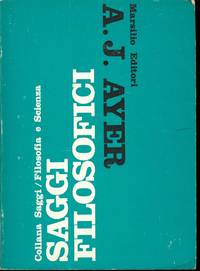 Marsilio Editori
A. J. AYER
SAGGI
FILOSOFICI
Collana Saggi/Filosofia e Scienza